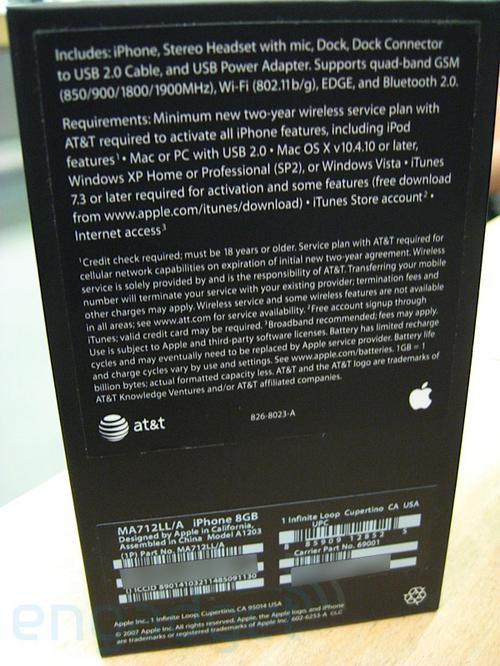 Includes: iPhone, Stereo Headset with mic, Dock, Dock Connector
to USB 2.0 Cable, and USB Power Adapter. Supports quad-band GSM
(850/900/1800/1900MHz), Wi-Fi (802.11b/g), EDGE, and Bluetooth 2.0.
Requirements: Minimum new two-year wireless service plan with
AT&T required to activate all iPhone features, including iPod
features¹ • Mac or PC with USB 2.0 • Mac OS X v10.4.10 or later,
Windows XP Home or Professional (SP2), or Windows Vista • iTunes
7.3 or later required for activation and some features (free download
from www.apple.com/itunes/download) • iTunes Store account² •
Internet access³
¹Credit check required; must be 18 years or older. Service plan with AT&T required for
cellular network capabilities on expiration of initial new two-year agreement. Wireless
service is solely provided by and is the responsibility of AT&T. Transferring your mobile
number will terminate your service with your existing provider; termination fees and
other charges may apply. Wireless service and some wireless features are not available
in all areas; see www.att.com for service availability. ²Free account signup through
iTunes; valid credit card may be required. ³Broadband recommended; fees may apply.
Use is subject to Apple and third-party software licenses. Battery has limited recharge
cycles and may eventually need to be replaced by Apple service provider. Battery life
and charge cycles vary by use and settings. See www.apple.com/batteries. 1GB = 1
billion bytes; actual formatted capacity less. AT&T and the AT&T logo are trademarks of
AT&T Knowledge Ventures and/or AT&T affiliated companies.
at&t
826-8023-A
MA712LL/A iPhone 8GB
Designed by Apple in California,
Assembled in China Model A1203
(1P) Part No. MA712LL/A
(J) ICCID 89014103211485091130
1 Infinite Loop Cupertino CA USA
UPC
8 85909 12852 5
Carrier Part No. 69001
Apple Inc., 1 Infinite Loop, Cupertino, CA 95014 USA
© 2007 Apple Inc. All rights reserved. Apple, the Apple logo, and iPhone
are trademarks or registered trademarks of Apple Inc. 602-6253-A CLC
engadget